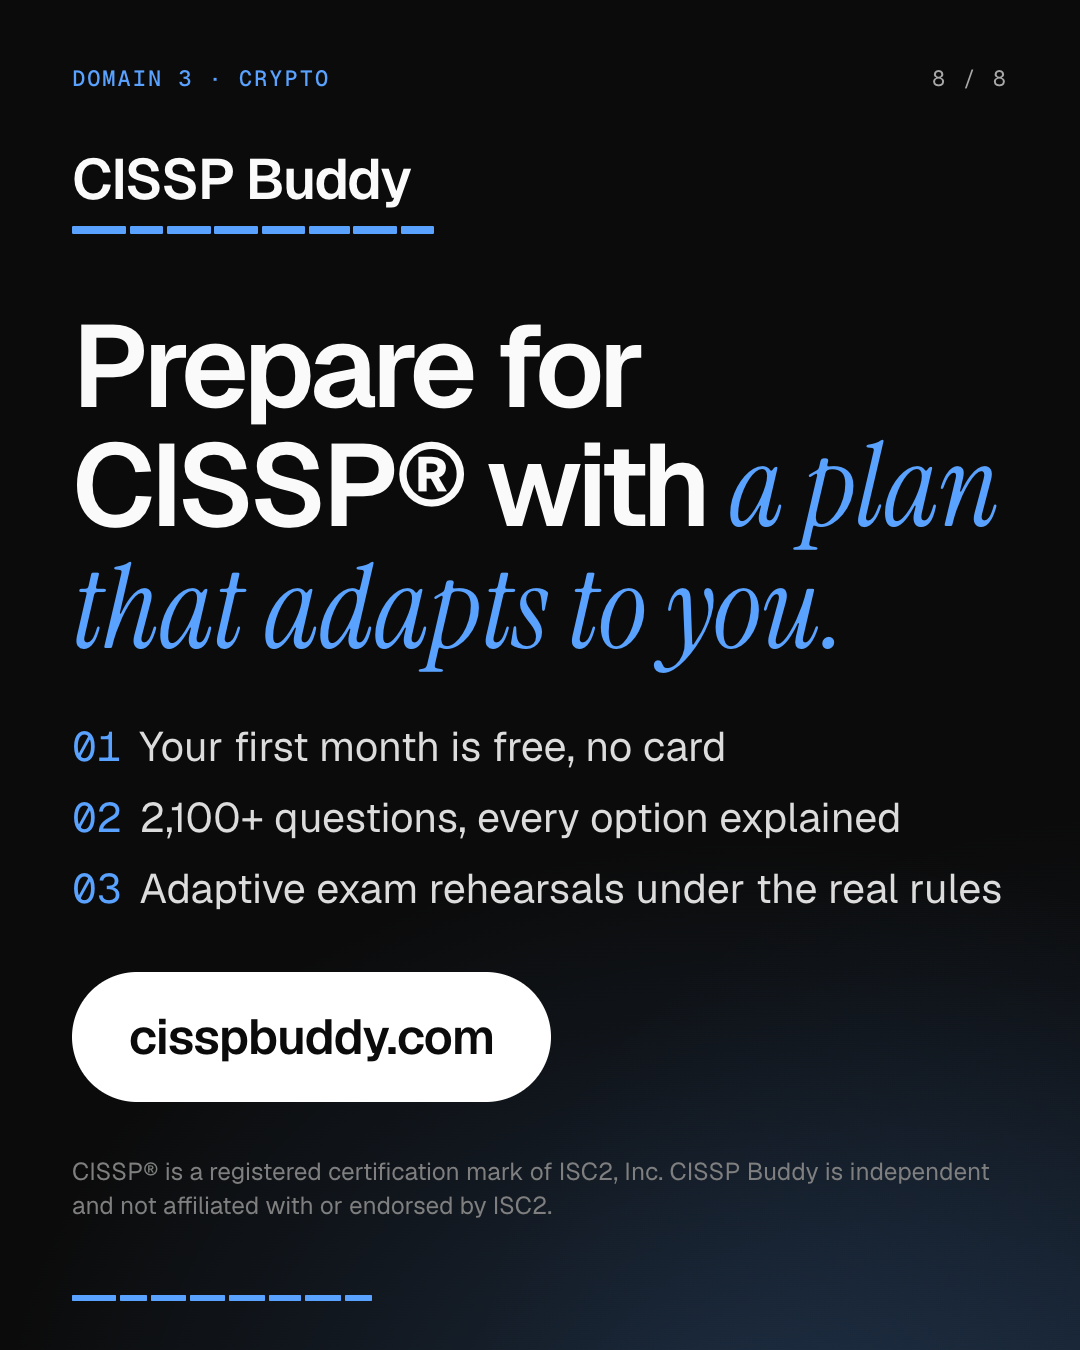 DOMAIN 3 · CRYPTO
8 / 8
CISSP Buddy
Prepare for
CISSP® with a plan
that adapts to you.
01 Your first month is free, no card
02 2,100+ questions, every option explained
03 Adaptive exam rehearsals under the real rules
cisspbuddy.com
CISSP® is a registered certification mark of ISC2, Inc. CISSP Buddy is independent
and not affiliated with or endorsed by ISC2.